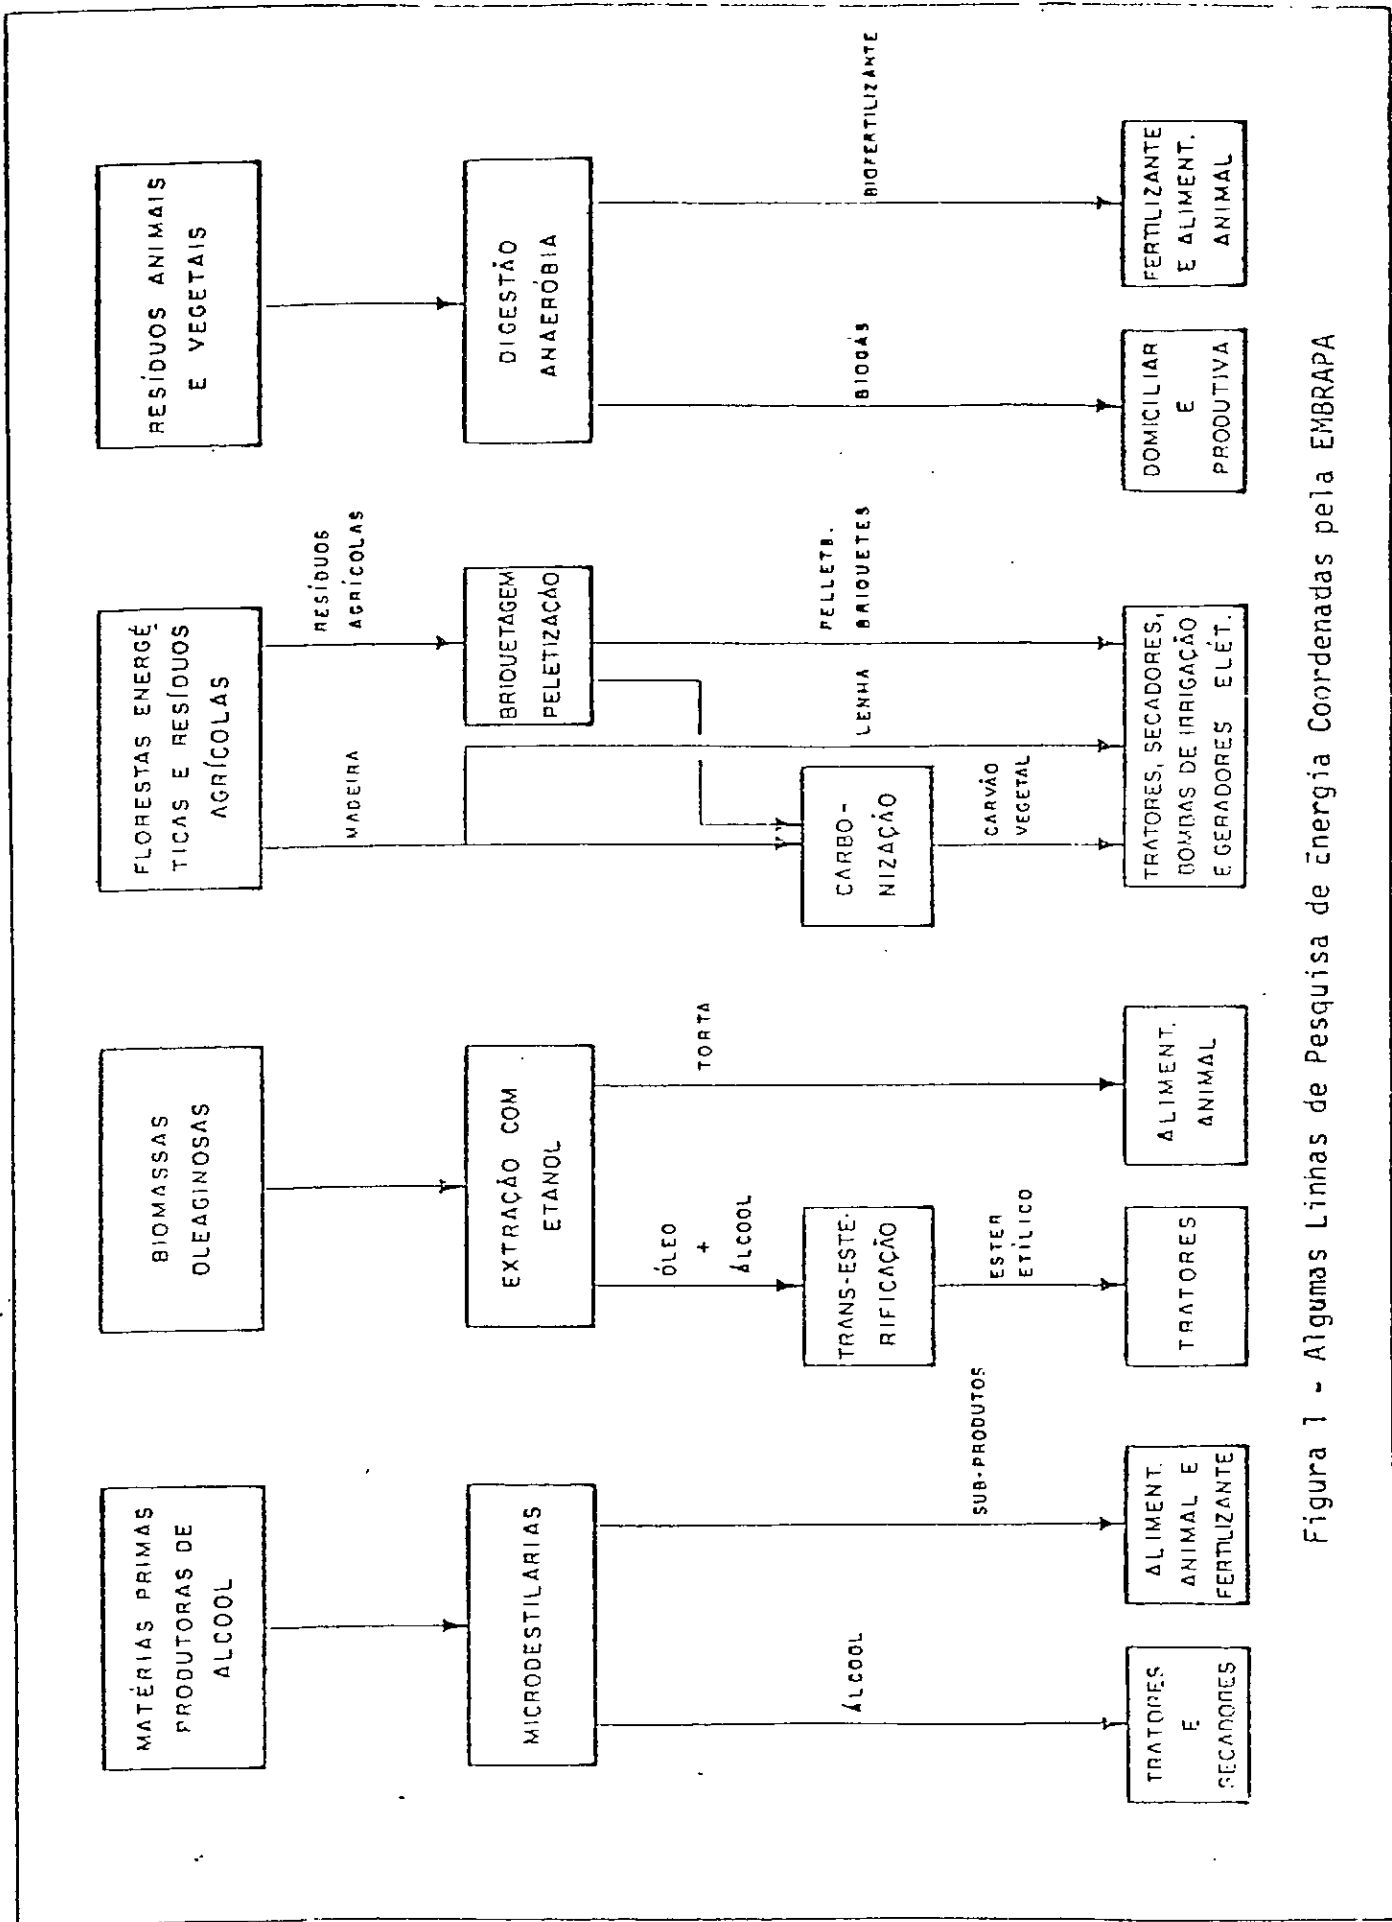 MATÉRIAS PRIMAS
PRODUTORAS DE
ALCOOL
BIOMASSAS
OLEAGINOSAS
FLORESTAS ENERGÉ
TICAS E RESÍDUOS
AGRÍCOLAS
RESÍDUOS ANIMAIS
E VEGETAIS
MADEIRA
RESÍDUOS
AGRÍCOLAS
MICRODESTILARIAS
EXTRAÇÃO COM
ETANOL
BRIQUETAGEM
PELETIZAÇÃO
DIGESTÃO
ANAERÓBIA
ÓLEO
+
ÁLCOOL
TORTA
TRANS-ESTE-
RIFICAÇÃO
CARBO-
NIZAÇÃO
ÁLCOOL
SUB-PRODUTOS
ESTER
ETÍLICO
CARVÃO
VEGETAL
LENHA
PELLETS.
BRIQUETES
BIOGÁS
BIOFERTILIZANTE
TRATORES
E
SECADORES
ALIMENT.
ANIMAL E
FERTILIZANTE
TRATORES
ALIMENT.
ANIMAL
TRATORES, SECADORES,
BOMBAS DE IRRIGAÇÃO
E GERADORES ELÉT.
DOMICILIAR
E
PRODUTIVA
FERTILIZANTE
E ALIMENT.
ANIMAL
Figura 1 - Algumas Linhas de Pesquisa de Energia Coordenadas pela EMBRAPA